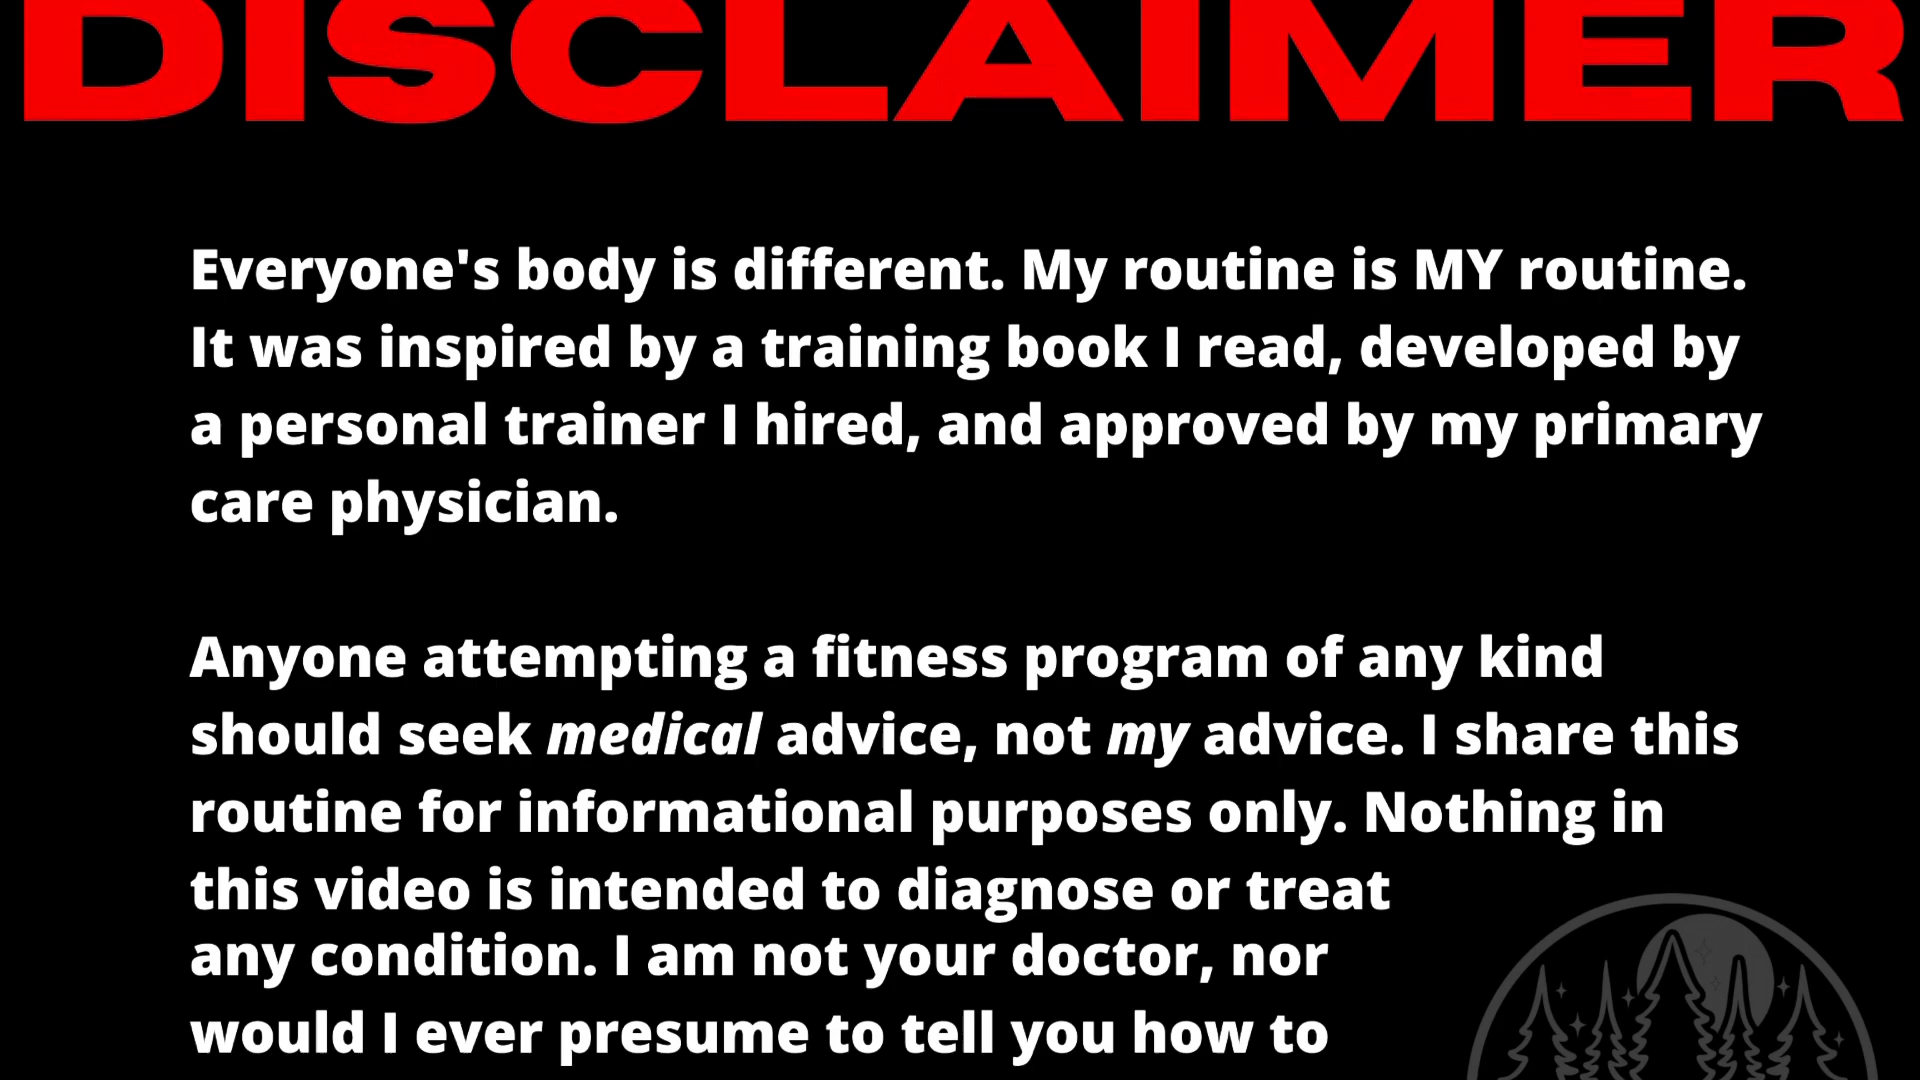 DISCLAIMER
Everyone's body is different. My routine is MY routine.
It was inspired by a training book I read, developed by
a personal trainer I hired, and approved by my primary
care physician.
Anyone attempting a fitness program of any kind
should seek medical advice, not my advice. I share this
routine for informational purposes only. Nothing in
this video is intended to diagnose or treat
any condition. I am not your doctor, nor
would I ever presume to tell you how to